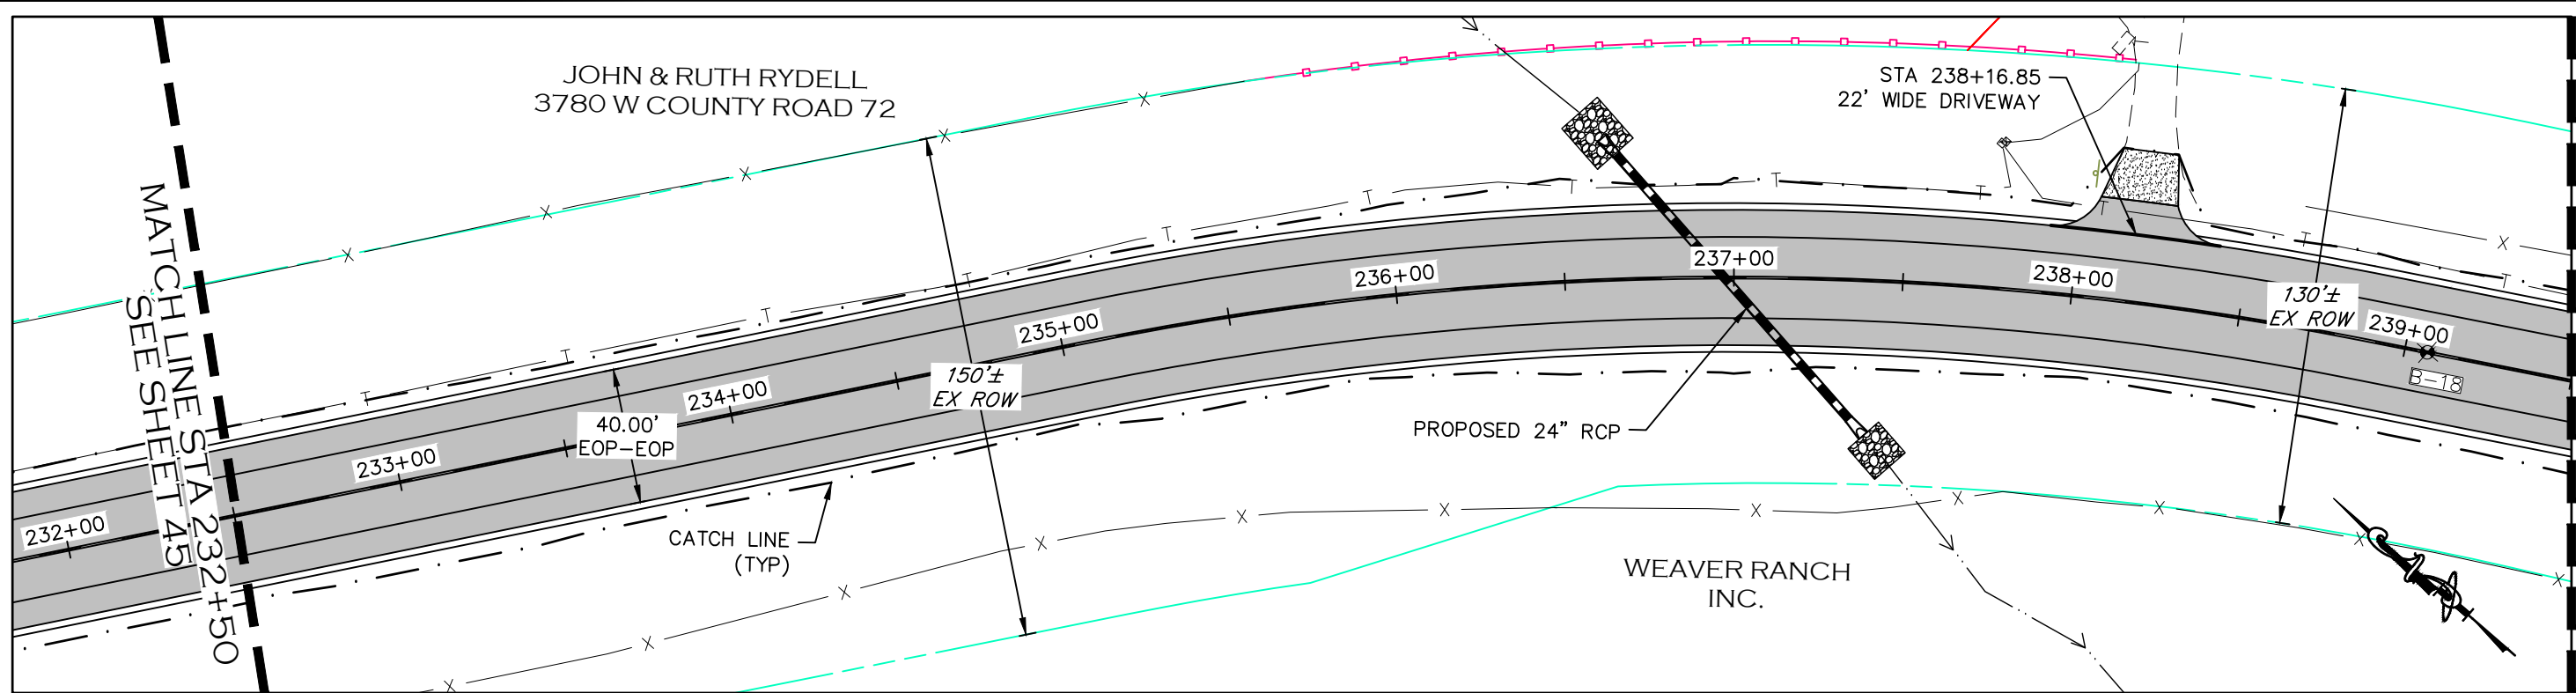 JOHN & RUTH RYDELL
3780 W COUNTY ROAD 72
STA 238+16.85
22' WIDE DRIVEWAY
MATCH LINE STA 232+50
SEE SHEET 45
232+00
233+00
234+00
235+00
236+00
237+00
238+00
239+00
40.00'
EOP-EOP
150'±
EX ROW
130'±
EX ROW
B-18
PROPOSED 24" RCP
CATCH LINE
(TYP)
WEAVER RANCH
INC.